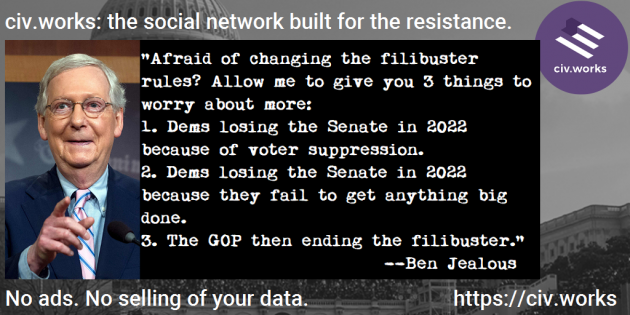 civ.works: the social network built for the resistance.
civ.works
"Afraid of changing the filibuster
rules? Allow me to give you 3 things to
worry about more:
1. Dems losing the Senate in 2022
because of voter suppression.
2. Dems losing the Senate in 2022
because they fail to get anything big
done.
3. The GOP then ending the filibuster."
--Ben Jealous
No ads. No selling of your data.
https://civ.works